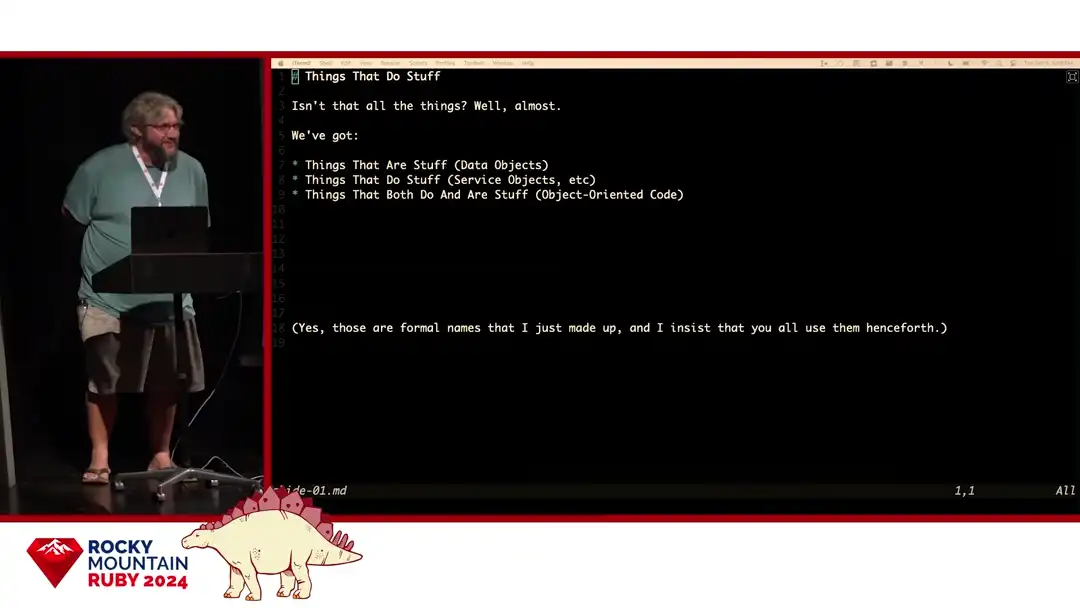 # Things That Do Stuff
Isn't that all the things? Well, almost.
We've got:
* Things That Are Stuff (Data Objects)
* Things That Do Stuff (Service Objects, etc)
* Things That Both Do And Are Stuff (Object-Oriented Code)
(Yes, those are formal names that I just made up, and I insist that you all use them henceforth.)
1,1 All
ROCKY
MOUNTAIN
RUBY 2024